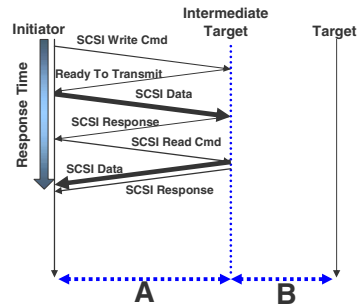 Intermediate
Initiator
Target
Target
SCSI Write Cmd
Ready To Transmit
SCSI Data
SCSI Response
SCSI Read Cmd
SCSI Data
SCSI Response
Response Time
A
B